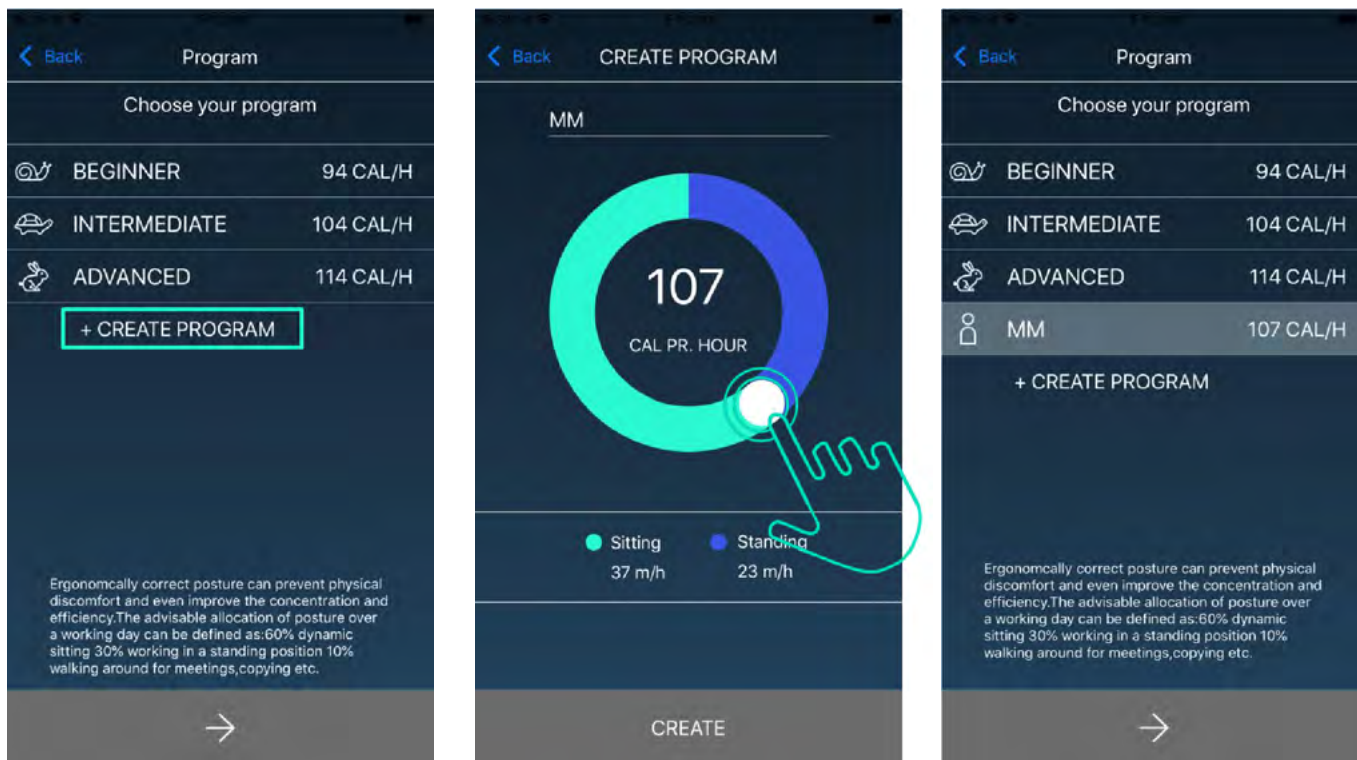 Back Program
Choose your program
BEGINNER 94 CAL/H
INTERMEDIATE 104 CAL/H
ADVANCED 114 CAL/H
+ CREATE PROGRAM
Ergonomcally correct posture can prevent physical
discomfort and even improve the concentration and
efficiency.The advisable allocation of posture over
a working day can be defined as:60% dynamic
sitting 30% working in a standing position 10%
walking around for meetings,copying etc.
Back CREATE PROGRAM
MM
107
CAL PR. HOUR
Sitting Standing
37 m/h 23 m/h
CREATE
Back Program
Choose your program
BEGINNER 94 CAL/H
INTERMEDIATE 104 CAL/H
ADVANCED 114 CAL/H
MM 107 CAL/H
+ CREATE PROGRAM
Ergonomcally correct posture can prevent physical
discomfort and even improve the concentration and
efficiency.The advisable allocation of posture over
a working day can be defined as:60% dynamic
sitting 30% working in a standing position 10%
walking around for meetings,copying etc.